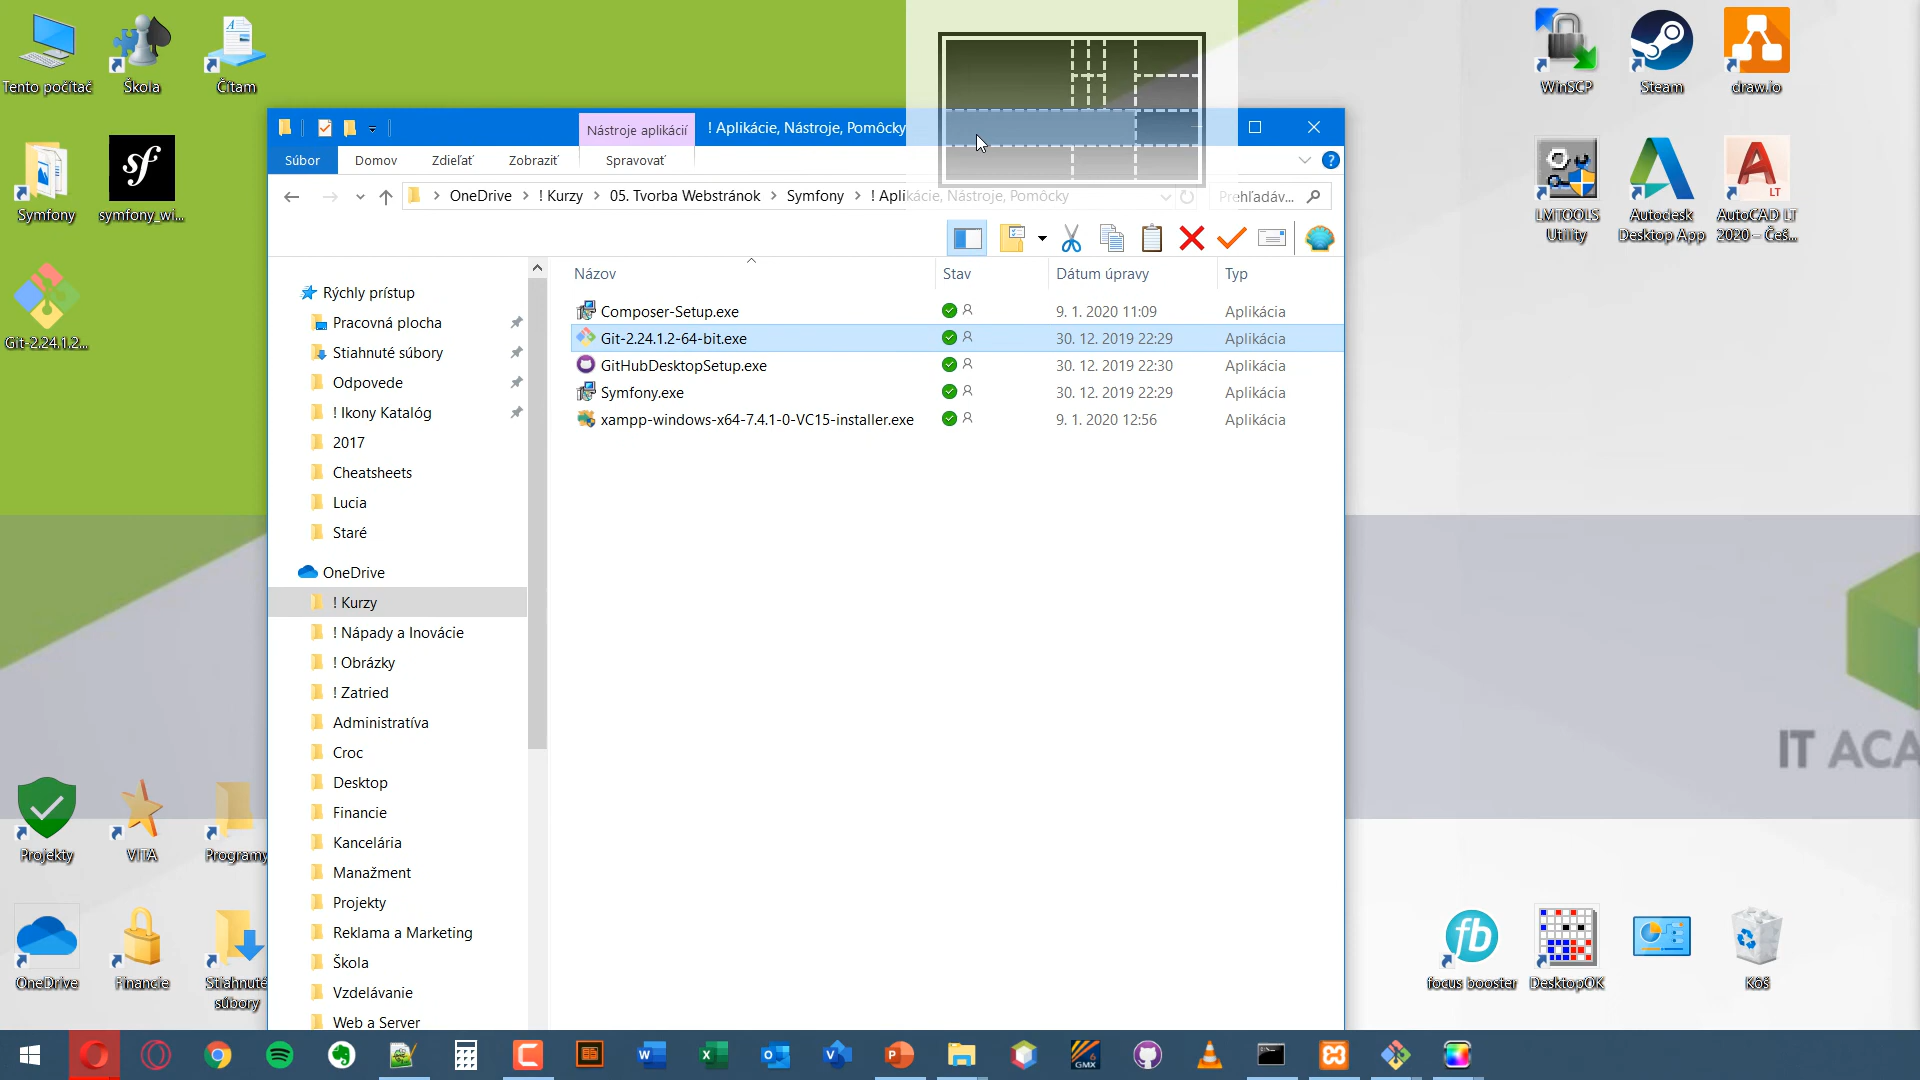 Tento počítač
Škola
Čítam
WinSCP
Steam
draw.io
Nástroje aplikácií
! Aplikácie, Nástroje, Pomôcky
Súbor
Domov
Zdieľať
Zobraziť
Spravovať
OneDrive
! Kurzy
05. Tvorba Webstránok
Symfony
! Aplikácie, Nástroje, Pomôcky
Prehľadáv...
Symfony
symfony_wi...
LMTOOLS
Utility
Autodesk
Desktop App
AutoCAD LT
2020 – Češ...
Git-2.24.1.2...
Názov
Stav
Dátum úpravy
Typ
Composer-Setup.exe
9. 1. 2020 11:09
Aplikácia
Git-2.24.1.2-64-bit.exe
30. 12. 2019 22:29
Aplikácia
GitHubDesktopSetup.exe
30. 12. 2019 22:30
Aplikácia
Symfony.exe
30. 12. 2019 22:29
Aplikácia
xampp-windows-x64-7.4.1-0-VC15-installer.exe
9. 1. 2020 12:56
Aplikácia
Rýchly prístup
Pracovná plocha
Stiahnuté súbory
Odpovede
! Ikony Katalóg
2017
Cheatsheets
Lucia
Staré
OneDrive
! Kurzy
! Nápady a Inovácie
! Obrázky
! Zatried
Administratíva
Croc
Desktop
Financie
Kancelária
Manažment
Projekty
Reklama a Marketing
Škola
Vzdelávanie
Web a Server
IT ACA
Projekty
VITA
Programy
OneDrive
Financie
Stiahnuté
súbory
focus booster
DesktopOK
Kôš